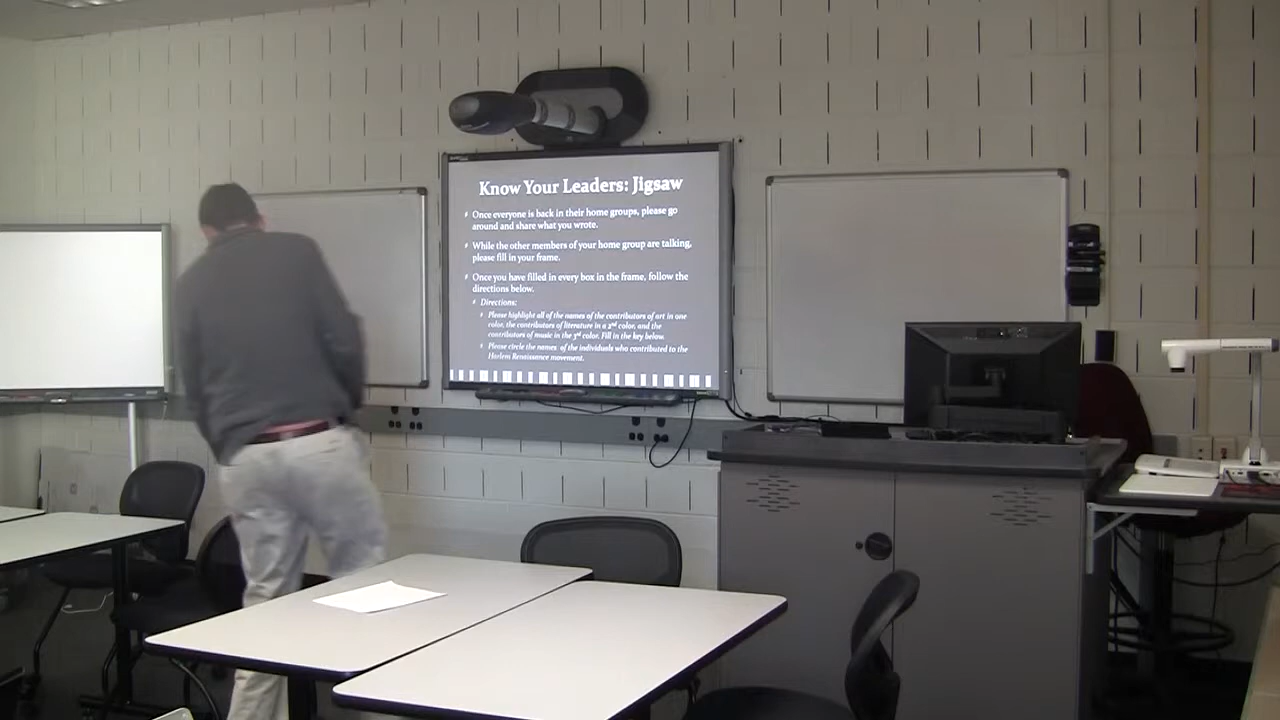 Know Your Leaders: Jigsaw
Once everyone is back in their home groups, please go
around and share what you wrote.
While the other members of your home group are talking,
please fill in your frame.
Once you have filled in every box in the frame, follow the
directions below.
Directions:
Please highlight all of the names of the contributors of art in one
color, the contributors of literature in a 2nd color, and the
contributors of music in the 3rd color. Fill in the key below.
Please circle the names of the individuals who contributed to the
Harlem Renaissance movement.